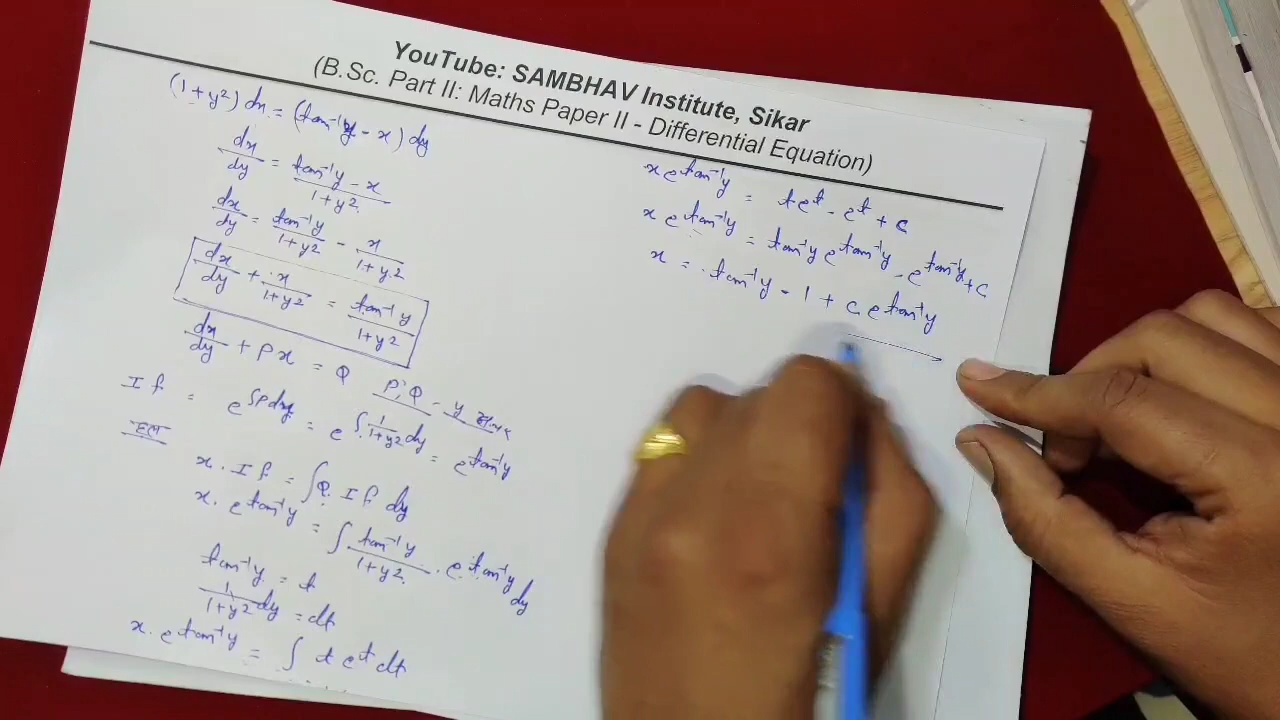 YouTube: SAMBHAV Institute, Sikar
(B.Sc. Part II: Maths Paper II - Differential Equation)
(1 + y²) dx = (tan⁻¹y - x) dy
dx/dy = (tan⁻¹y - x)/(1 + y²)
dx/dy = tan⁻¹y/(1 + y²) - x/(1 + y²)
dx/dy + x/(1 + y²) = tan⁻¹y/(1 + y²)
dx/dy + Px = Q P, Q - y
If = e^∫Pdy = e^∫1/(1+y²)dy = e^tan⁻¹y
हल
x. If = ∫Q. If dy
x. e^tan⁻¹y = ∫ tan⁻¹y/(1+y²) . e^tan⁻¹y dy
tan⁻¹y = t
1/(1+y²) dy = dt
x. e^tan⁻¹y = ∫ t e^t dt
x e^tan⁻¹y = te^t - e^t + c
x e^tan⁻¹y = tan⁻¹y e^tan⁻¹y - e^tan⁻¹y + c
x = tan⁻¹y - 1 + c e^tan⁻¹y